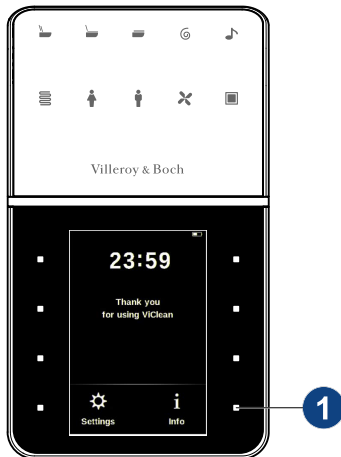 Villeroy & Boch
23:59
Thank you
for using ViClean
i
Settings Info
1